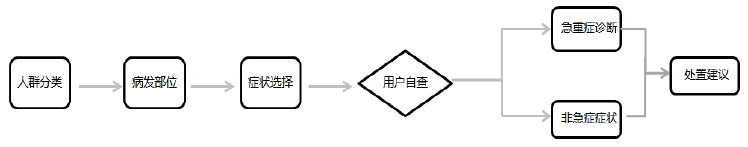 人群分类
病发部位
症状选择
用户自查
急重症诊断
非急症症状
处置建议